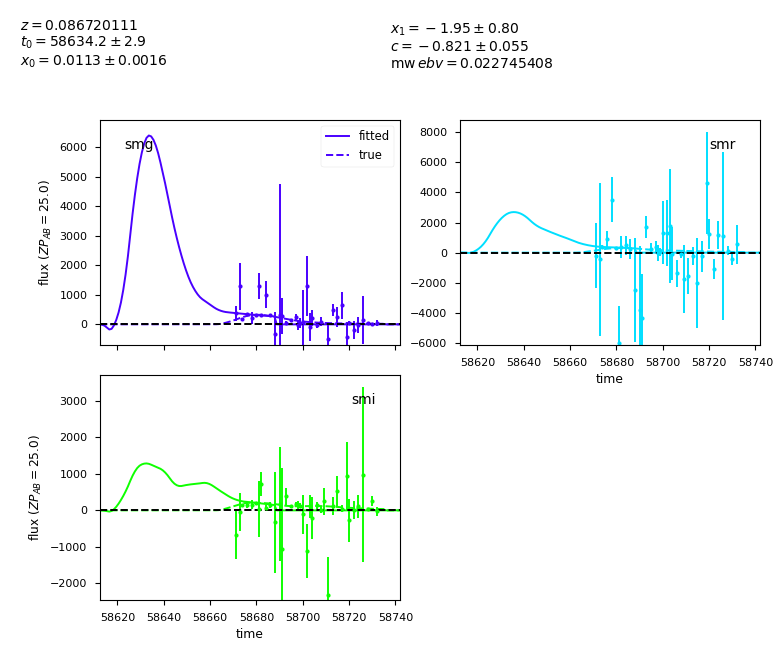 z = 0.086720111
t₀ = 58634.2 ± 2.9
x₀ = 0.0113 ± 0.0016
x₁ = −1.95 ± 0.80
c = −0.821 ± 0.055
mw ebv = 0.022745408
smg
fitted
true
flux (ZP_AB = 25.0)
6000
5000
4000
3000
2000
1000
0
smr
8000
6000
4000
2000
0
−2000
−4000
−6000
58620 58640 58660 58680 58700 58720 58740
time
smi
flux (ZP_AB = 25.0)
3000
2000
1000
0
−1000
−2000
58620 58640 58660 58680 58700 58720 58740
time